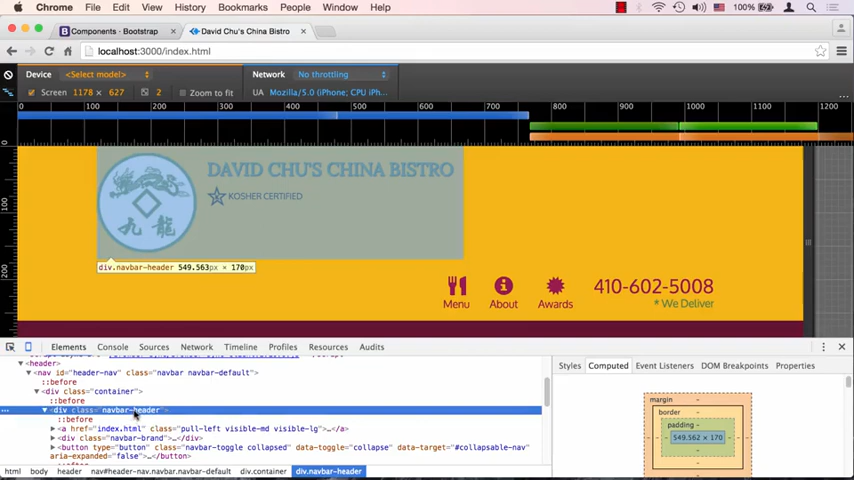 Chrome File Edit View History Bookmarks People Window Help 100%
Components · Bootstrap × David Chu's China Bistro ×
localhost:3000/index.html
Device <Select model> Network No throttling
Screen 1178 × 627 2 Zoom to fit UA Mozilla/5.0 (iPhone; CPU iPh... ...
0 100 200 300 400 500 600 700 800 900 1000 1100 1200
0
100
200
DAVID CHU'S CHINA BISTRO
KOSHER CERTIFIED
九 龍
div.navbar-header 549.563px × 170px
Menu About Awards 410-602-5008
* We Deliver
Elements Console Sources Network Timeline Profiles Resources Audits
<header>
<nav id="header-nav" class="navbar navbar-default">
::before
<div class="container">
::before
<div class="navbar-header">
::before
<a href="index.html" class="pull-left visible-md visible-lg">…</a>
<div class="navbar-brand">…</div>
<button type="button" class="navbar-toggle collapsed" data-toggle="collapse" data-target="#collapsable-nav"
aria-expanded="false">…</button>
html body header nav#header-nav.navbar.navbar-default div.container div.navbar-header
Styles Computed Event Listeners DOM Breakpoints Properties
margin -
border -
padding -
- - - 549.562 × 170 - - -
-
-